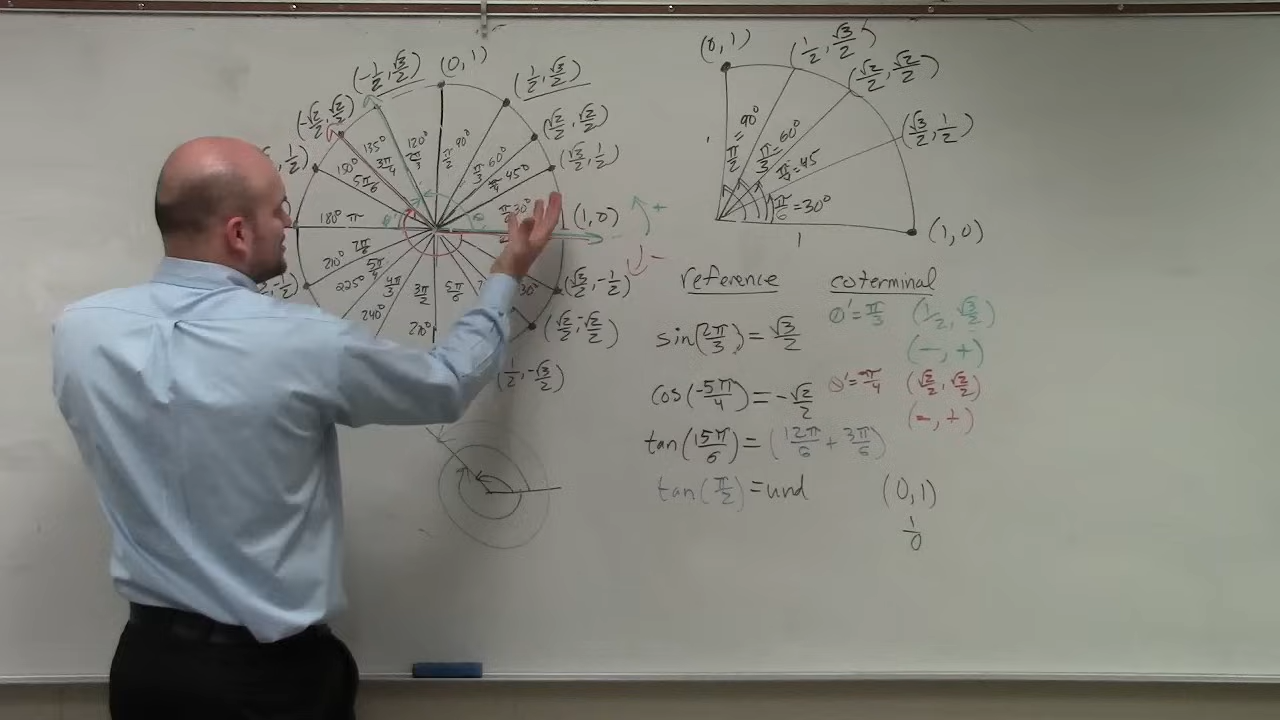 (0, 1)
(-1/2, √3/2)
(1/2, √3/2)
(-√2/2, √2/2)
(√2/2, √2/2)
(√3/2, 1/2)
90° π/2
60° π/3
45° π/4
30°
120° 2π/3
135° 3π/4
150° 5π/6
180° π
(1, 0)
+
−
210° 7π/6
225° 5π
240° 4π/3
270° 3π/2
5π/6
30°
(√3/2, -1/2)
(√2/2, -√2/2)
(1/2, -√3/2)
(0, 1)
(1/2, √3/2)
(√2/2, √2/2)
(√3/2, 1/2)
π/2 = 90°
π/3 = 60°
π/4 = 45
π/6 = 30°
1
1
(1, 0)
reference coterminal
sin(2π/3) = √3/2 θ' = π/3 (1/2, √3/2)
(−, +)
cos(-5π/4) = -√2/2 θ' = π/4 (√2/2, √2/2)
(−, +)
tan(15π/6) = (12π/6 + 3π/6)
tan(π/2) = und (0, 1)
1/0